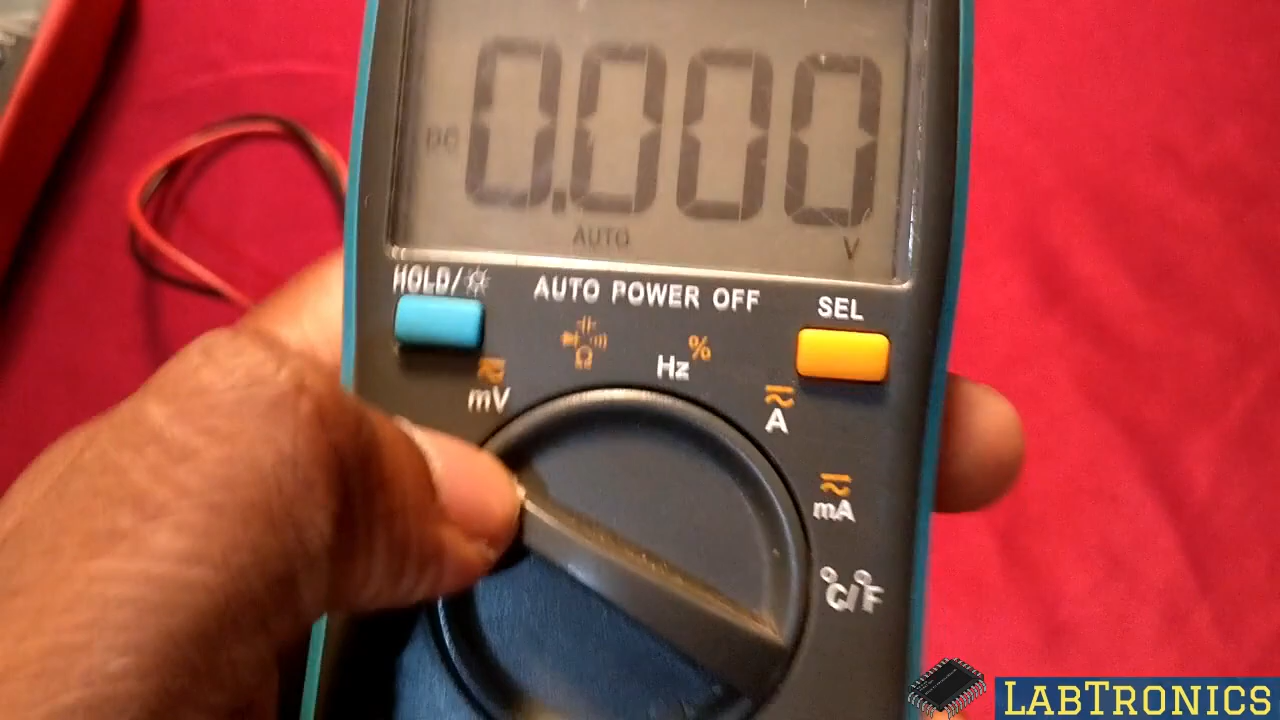 DC 0.000
AUTO V
HOLD/
AUTO POWER OFF
SEL
Ω
Hz %
mV
A
mA
°C/°F
LABTRONICS